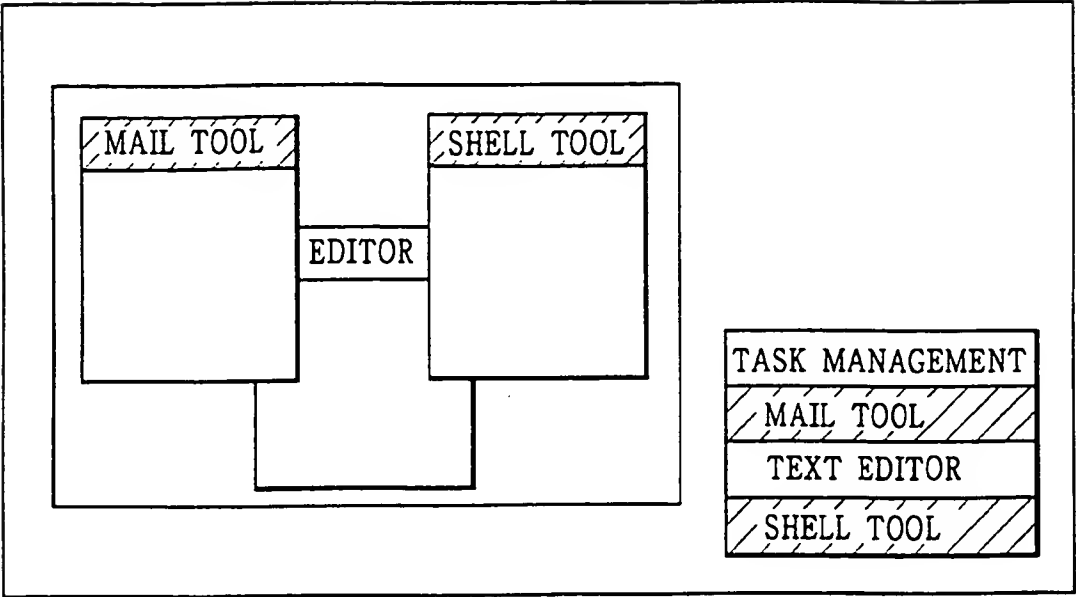 MAIL TOOL
SHELL TOOL
EDITOR
TASK MANAGEMENT
MAIL TOOL
TEXT EDITOR
SHELL TOOL